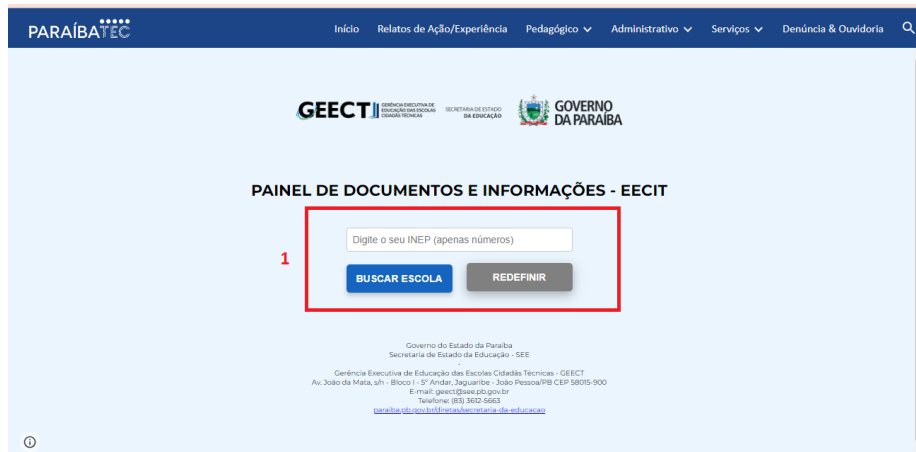 PARAÍBATEC
Início Relatos de Ação/Experiência Pedagógico Administrativo Serviços Denúncia & Ouvidoria
GEECT GERÊNCIA EXECUTIVA DE
EDUCAÇÃO DAS ESCOLAS
CIDADÃS TÉCNICAS
SECRETARIA DE ESTADO
DA EDUCAÇÃO
GOVERNO
DA PARAÍBA
PAINEL DE DOCUMENTOS E INFORMAÇÕES - EECIT
1
Digite o seu INEP (apenas números)
BUSCAR ESCOLA REDEFINIR
Governo do Estado da Paraíba
Secretaria de Estado da Educação - SEE
-
Gerência Executiva de Educação das Escolas Cidadãs Técnicas - GEECT
Av. João da Mata, s/n - Bloco I - 5º Andar, Jaguaribe - João Pessoa/PB CEP 58015-900
E-mail: geect@see.pb.gov.br
Telefone: (83) 3612-5663
paraiba.pb.gov.br/diretas/secretaria-da-educacao